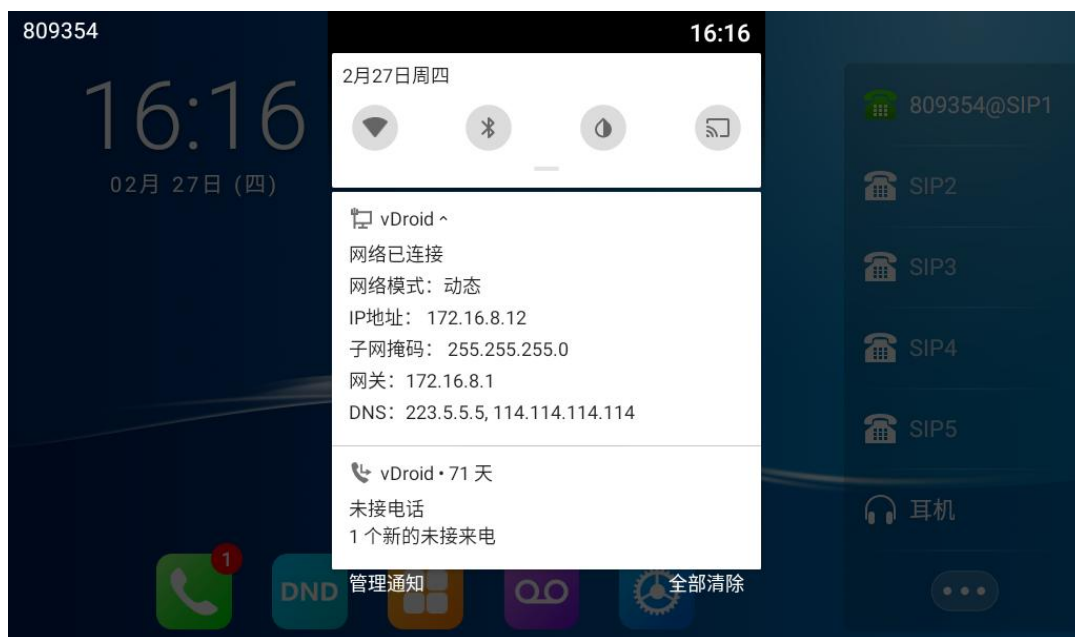 809354
16:16
16:16
02月 27日 (四)
2月27日周四
vDroid
网络已连接
网络模式：动态
IP地址： 172.16.8.12
子网掩码： 255.255.255.0
网关：172.16.8.1
DNS：223.5.5.5, 114.114.114.114
vDroid • 71 天
未接电话
1 个新的未接来电
管理通知
全部清除
1
DND
809354@SIP1
SIP2
SIP3
SIP4
SIP5
耳机